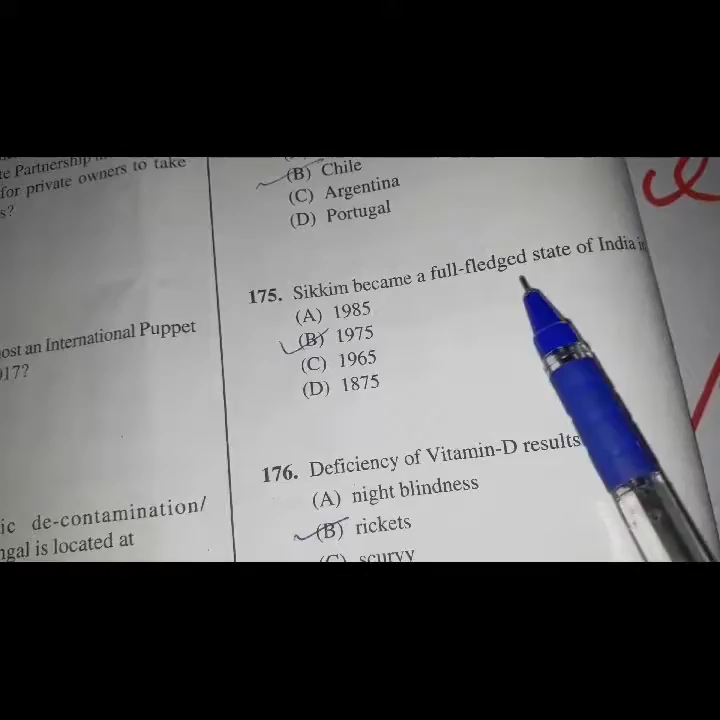 te Partnership
for private owners to take
s?
ost an International Puppet
017?
ic de-contamination/
ngal is located at
(B) Chile
(C) Argentina
(D) Portugal
175. Sikkim became a full-fledged state of India in
(A) 1985
(B) 1975
(C) 1965
(D) 1875
176. Deficiency of Vitamin-D results
(A) night blindness
(B) rickets
(C) scurvy